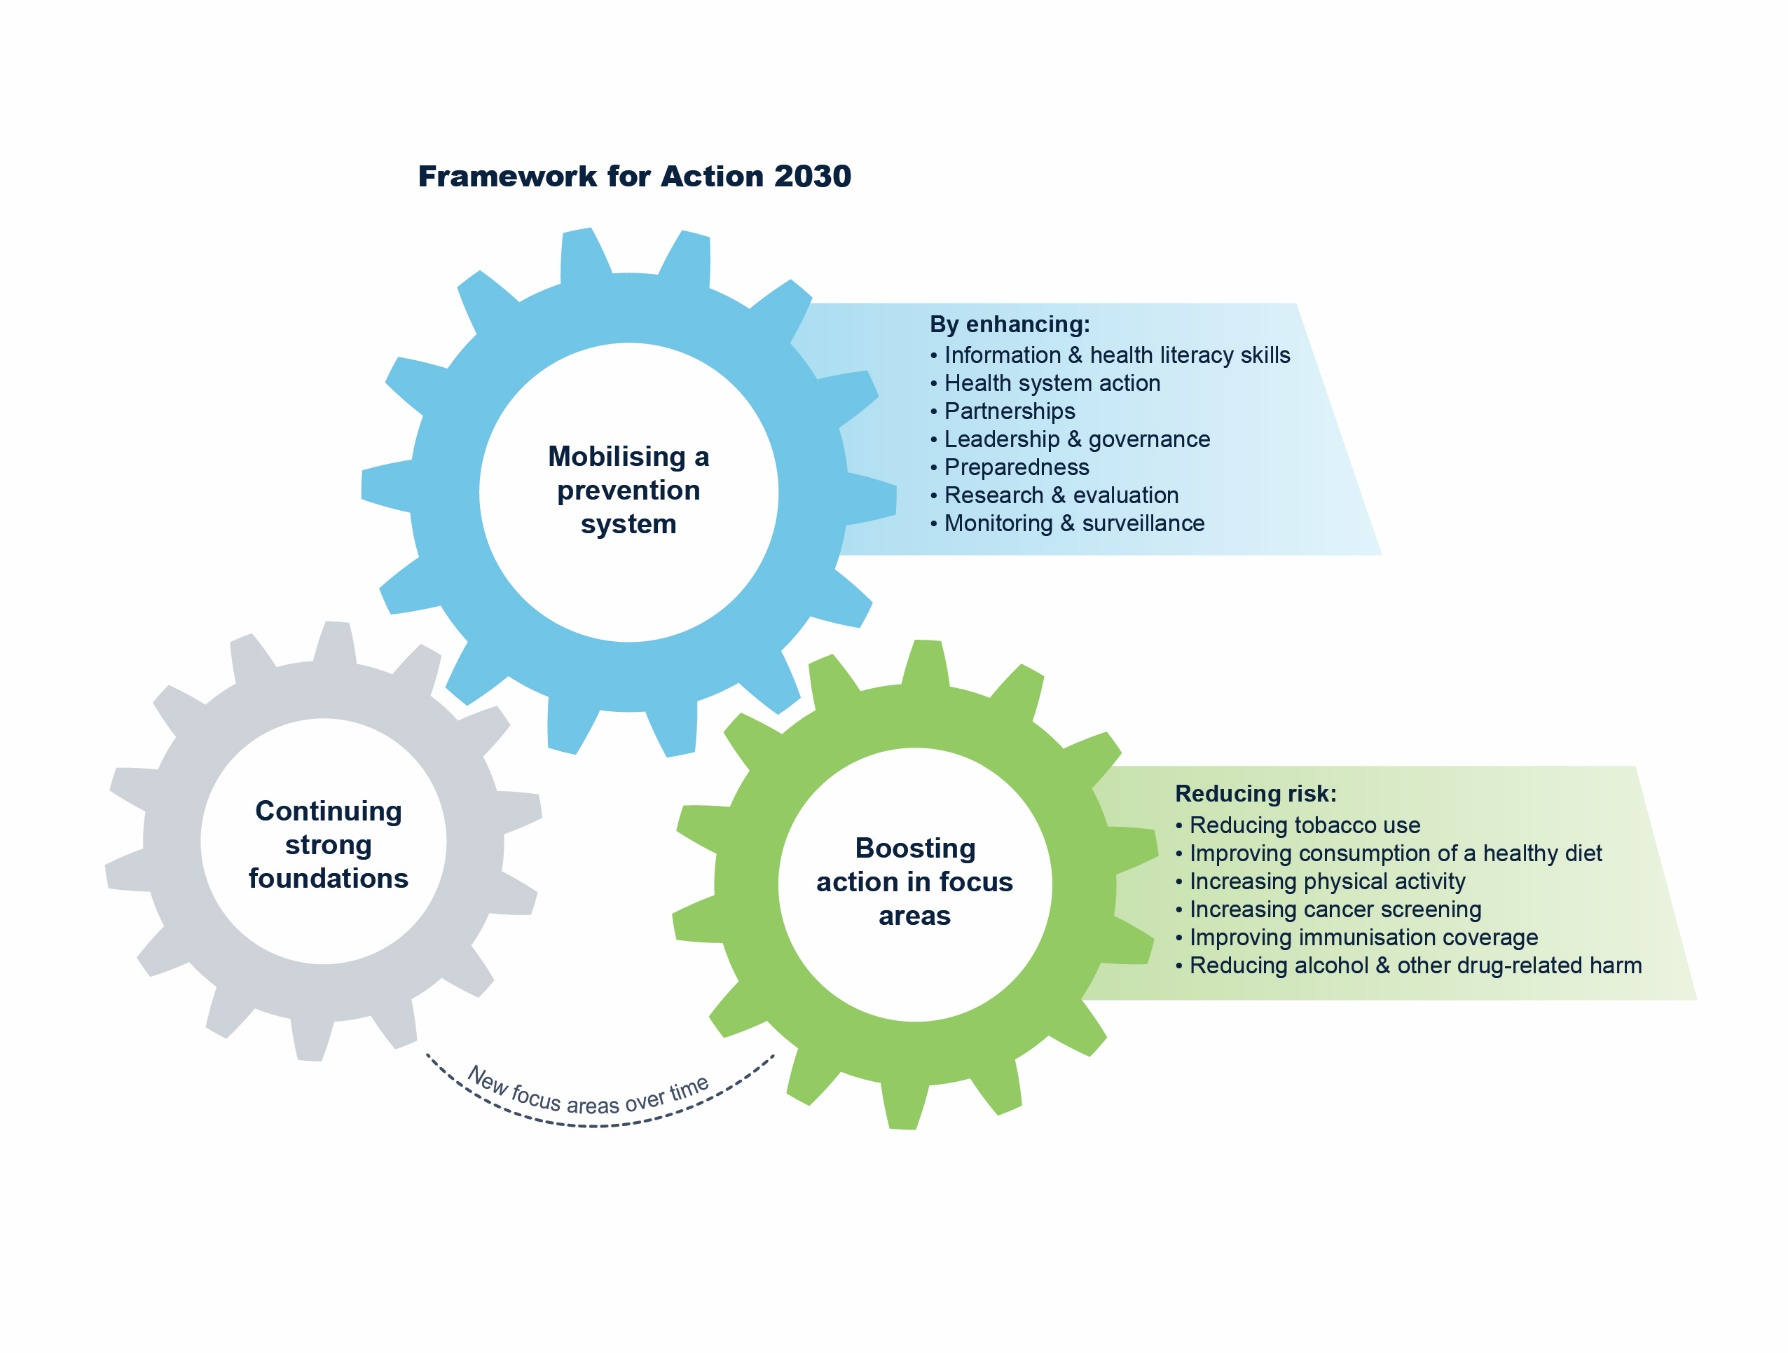 Framework for Action 2030
Mobilising a
prevention
system
By enhancing:
• Information & health literacy skills
• Health system action
• Partnerships
• Leadership & governance
• Preparedness
• Research & evaluation
• Monitoring & surveillance
Continuing
strong
foundations
Boosting
action in focus
areas
Reducing risk:
• Reducing tobacco use
• Improving consumption of a healthy diet
• Increasing physical activity
• Increasing cancer screening
• Improving immunisation coverage
• Reducing alcohol & other drug-related harm
New focus areas over time